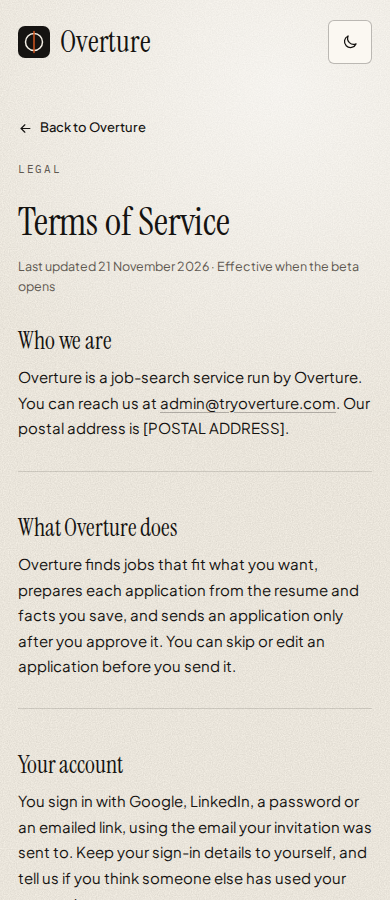 Overture
← Back to Overture
LEGAL
Terms of Service
Last updated 21 November 2026 · Effective when the beta
opens
Who we are
Overture is a job-search service run by Overture.
You can reach us at admin@tryoverture.com. Our
postal address is [POSTAL ADDRESS].
What Overture does
Overture finds jobs that fit what you want,
prepares each application from the resume and
facts you save, and sends an application only
after you approve it. You can skip or edit an
application before you send it.
Your account
You sign in with Google, LinkedIn, a password or
an emailed link, using the email your invitation was
sent to. Keep your sign-in details to yourself, and
tell us if you think someone else has used your